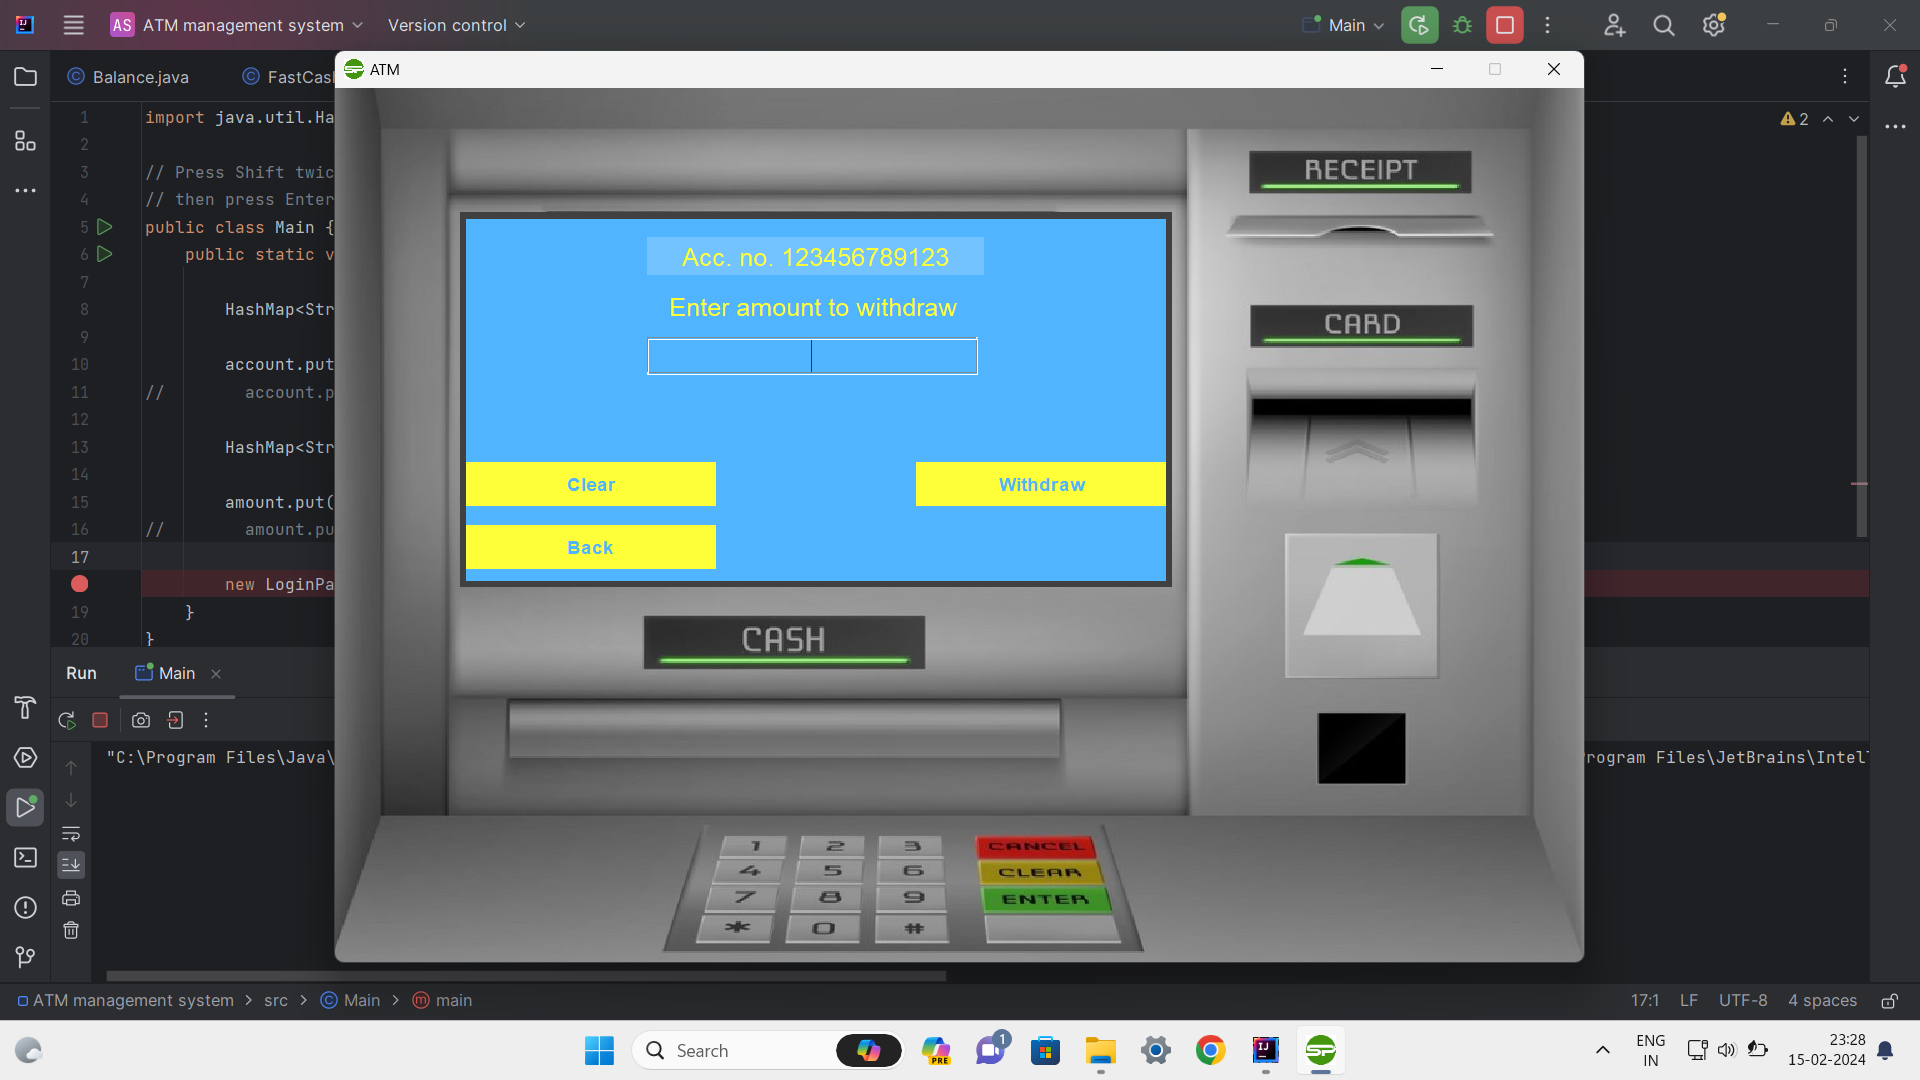 AS ATM management system Version control Main
Balance.java FastCas
ATM
1 import java.util.Ha
2
3 // Press Shift twic
4 // then press Enter
5 public class Main {
6 public static v
7
8 HashMap<Str
9
10 account.put
11 // account.p
12
13 HashMap<Str
14
15 amount.put(
16 // amount.pu
17
new LoginPa
19 }
20 }
2
RECEIPT
Acc. no. 123456789123
Enter amount to withdraw
CARD
Clear Withdraw
Back
CASH
1 2 3 CANCEL
4 5 6 CLEAR
7 8 9 ENTER
* 0 #
Run Main
"C:\Program Files\Java\ rogram Files\JetBrains\Intel
ATM management system > src > Main > main 17:1 LF UTF-8 4 spaces
Search PRE 1 IJ SP ENG 23:28
IN 15-02-2024